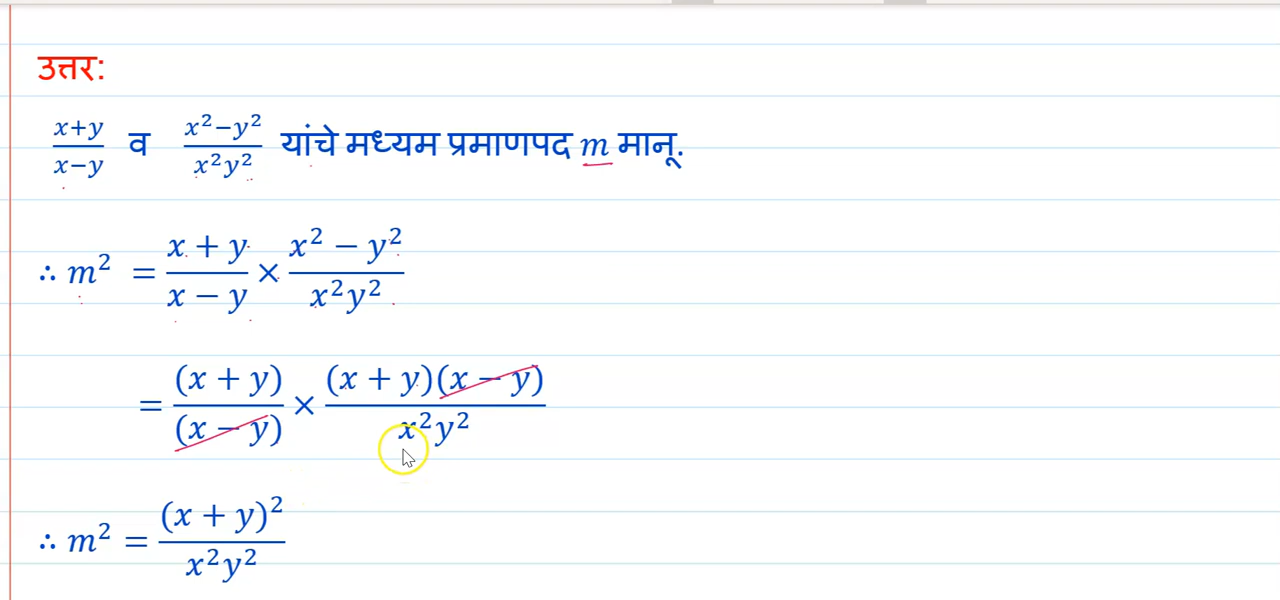 उत्तर:
x+y/x−y व x²−y²/x²y² यांचे मध्यम प्रमाणपद m मानू.
∴ m² = x + y/x − y × x² − y²/x²y²
= (x + y)/(x − y) × (x + y)(x − y)/x²y²
∴ m² = (x + y)²/x²y²